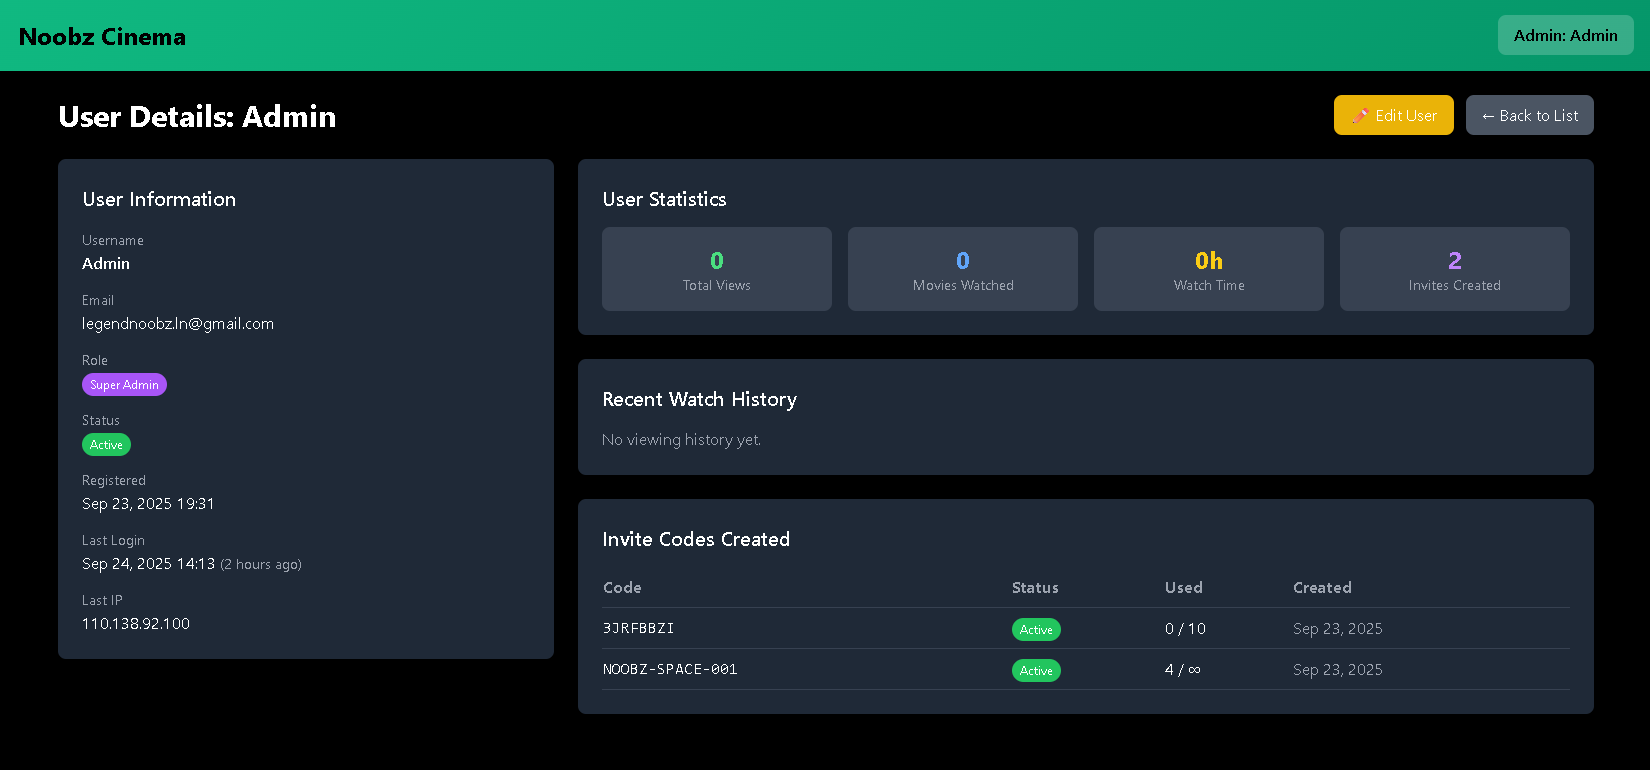 Noobz Cinema
Admin: Admin
User Details: Admin
✏️ Edit User
← Back to List
User Information
Username
Admin
Email
legendnoobz.ln@gmail.com
Role
Super Admin
Status
Active
Registered
Sep 23, 2025 19:31
Last Login
Sep 24, 2025 14:13 (2 hours ago)
Last IP
110.138.92.100
User Statistics
0
Total Views
0
Movies Watched
0h
Watch Time
2
Invites Created
Recent Watch History
No viewing history yet.
Invite Codes Created
Code Status Used Created
3JRFBBZI Active 0 / 10 Sep 23, 2025
NOOBZ-SPACE-001 Active 4 / ∞ Sep 23, 2025